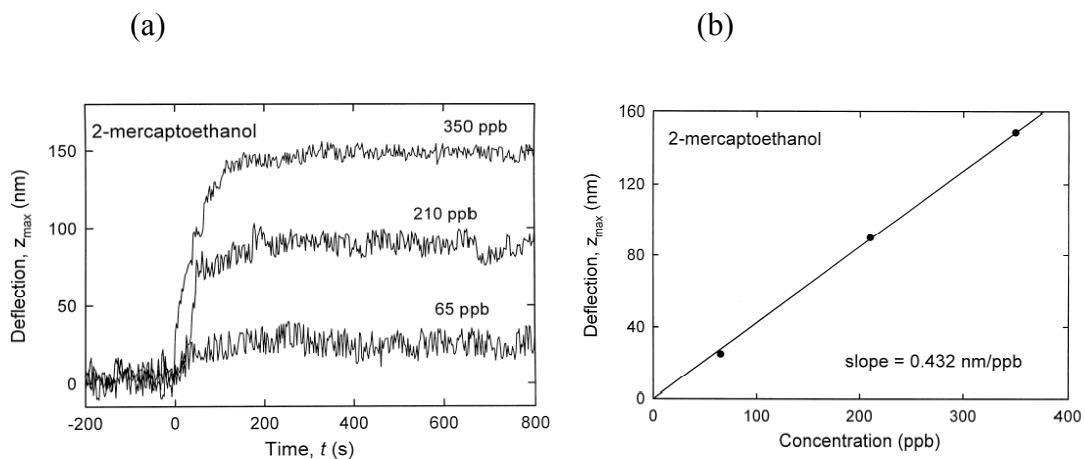 (a)
2-mercaptoethanol
350 ppb
210 ppb
65 ppb
150
100
50
0
-200 0 200 400 600 800
Deflection, z_max (nm)
Time, t (s)
(b)
2-mercaptoethanol
160
120
80
40
0
0 100 200 300 400
Deflection, z_max (nm)
slope = 0.432 nm/ppb
Concentration (ppb)